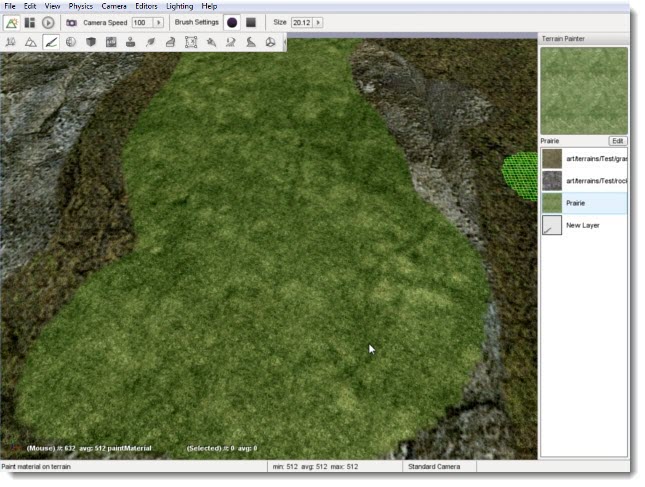 File Edit View Physics Camera Editors Lighting Help
Camera Speed 100 Brush Settings Size 20.12
Terrain Painter
Prairie Edit
art/terrains/Test/gra
art/terrains/Test/roc
Prairie
New Layer
(Mouse) #: 632 avg: 512 paintMaterial (Selected) #: 0 avg: 0
Paint material on terrain min: 512 avg: 512 max: 512 Standard Camera